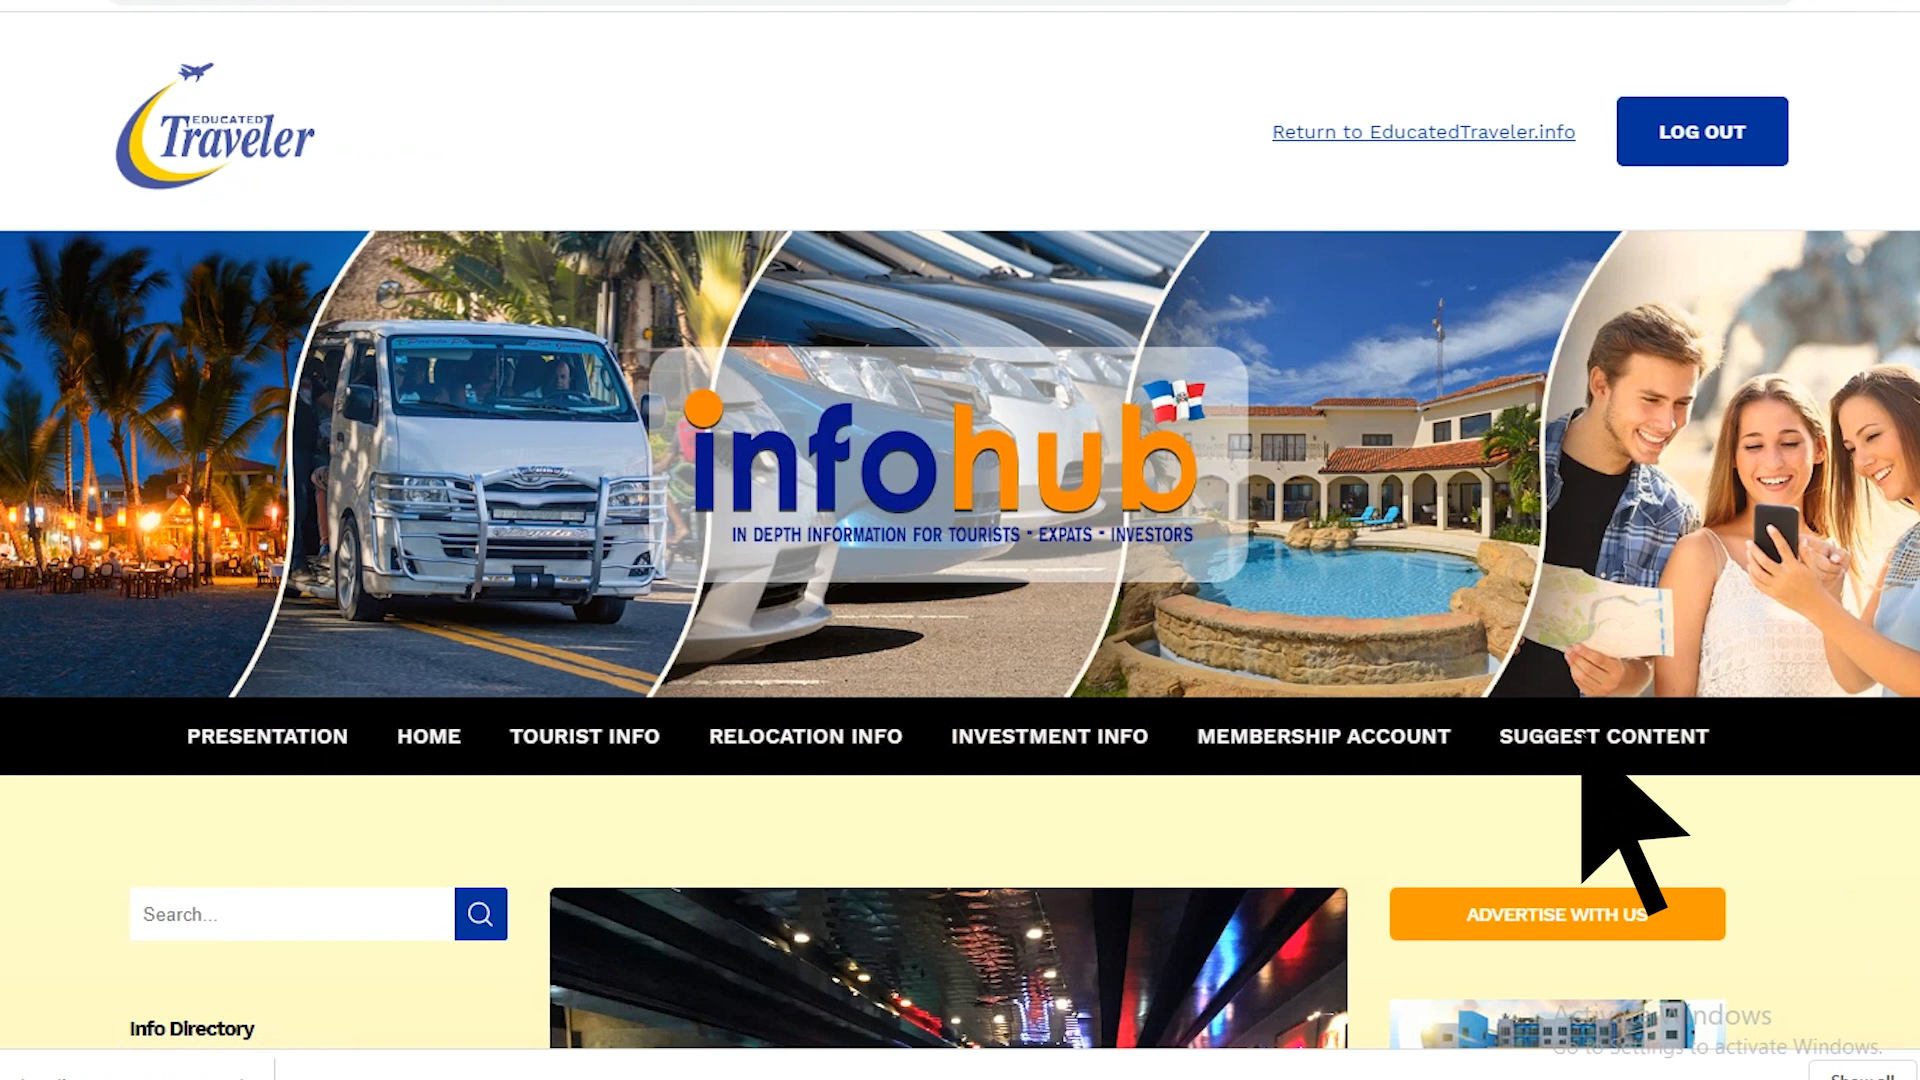 EDUCATED
Traveler
Return to EducatedTraveler.info
LOG OUT
infohub
IN DEPTH INFORMATION FOR TOURISTS - EXPATS - INVESTORS
PRESENTATION HOME TOURIST INFO RELOCATION INFO INVESTMENT INFO MEMBERSHIP ACCOUNT SUGGEST CONTENT
Search...
ADVERTISE WITH US
Info Directory
Activate Windows
Go to Settings to activate Windows.
Show all